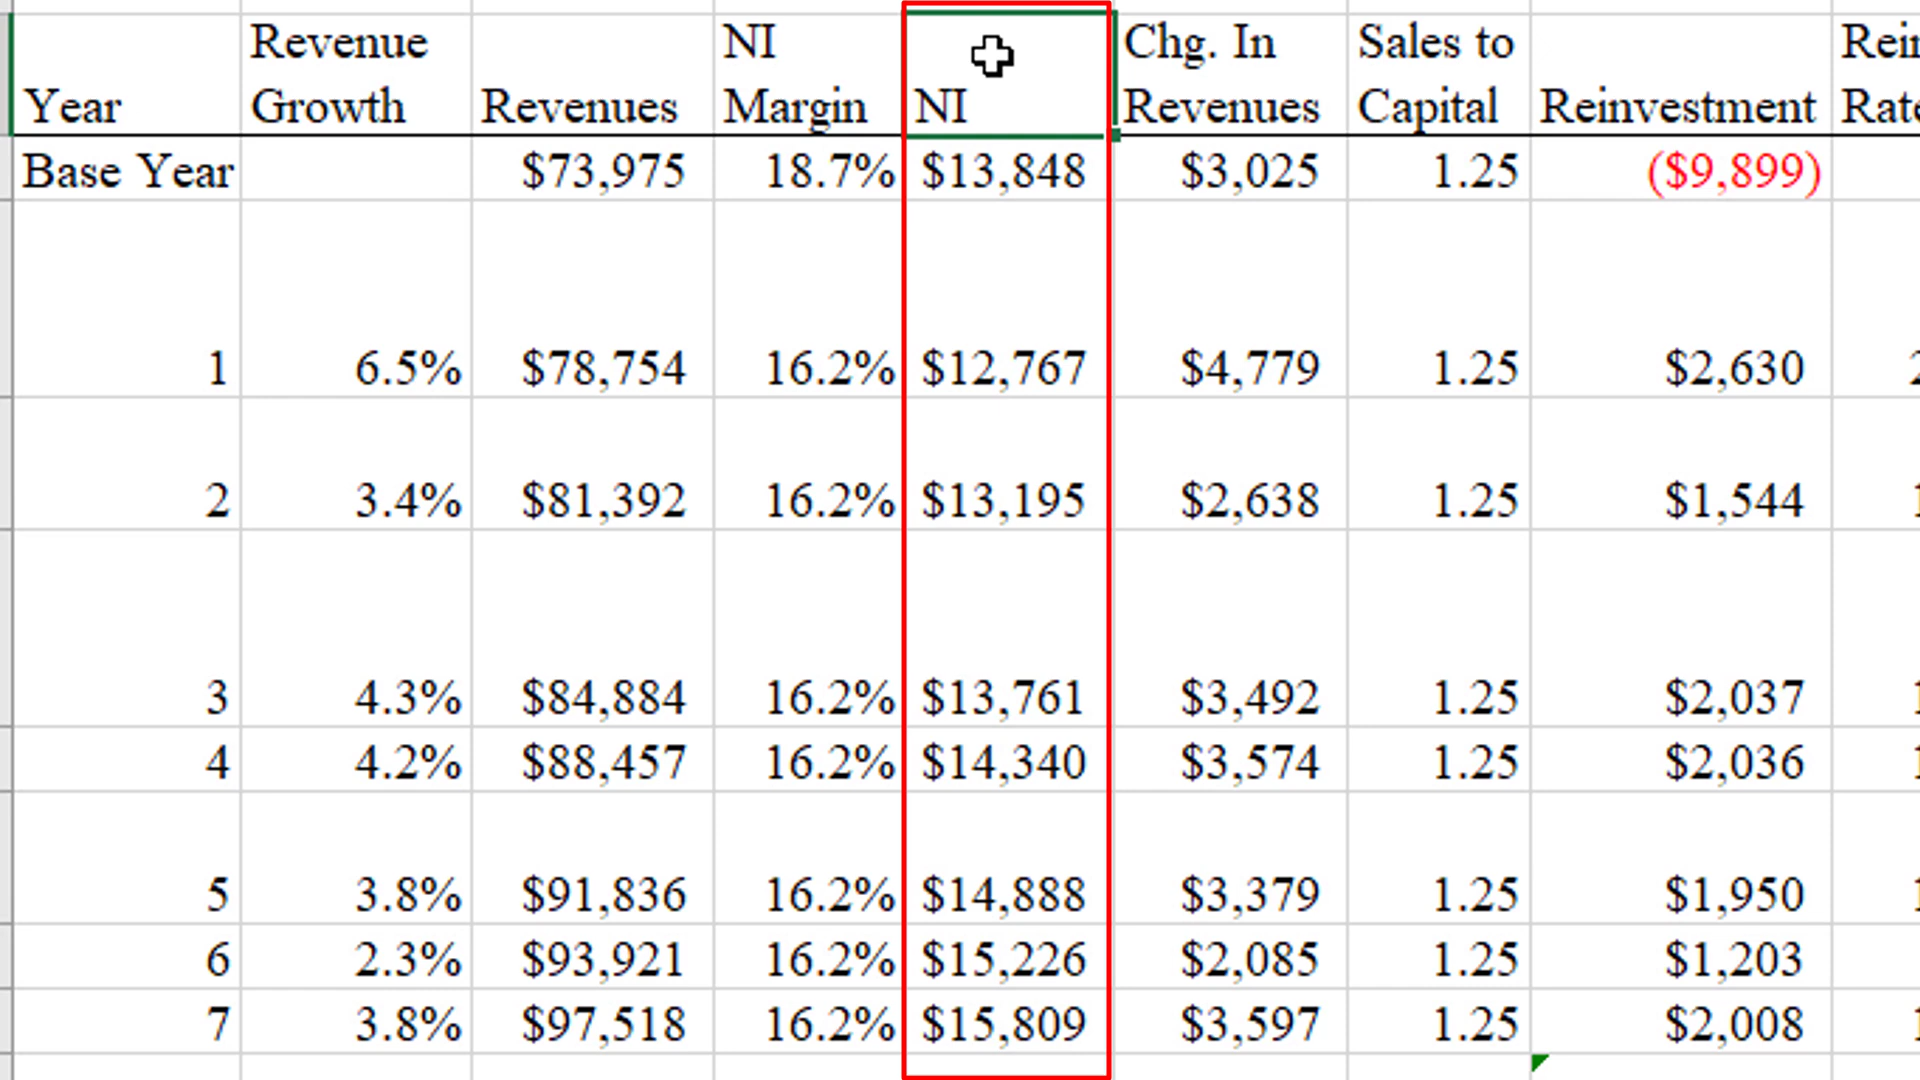 Year Revenue Growth Revenues NI Margin NI Chg. In Revenues Sales to Capital Reinvestment
Base Year $73,975 18.7% $13,848 $3,025 1.25 ($9,899)
1 6.5% $78,754 16.2% $12,767 $4,779 1.25 $2,630
2 3.4% $81,392 16.2% $13,195 $2,638 1.25 $1,544
3 4.3% $84,884 16.2% $13,761 $3,492 1.25 $2,037
4 4.2% $88,457 16.2% $14,340 $3,574 1.25 $2,036
5 3.8% $91,836 16.2% $14,888 $3,379 1.25 $1,950
6 2.3% $93,921 16.2% $15,226 $2,085 1.25 $1,203
7 3.8% $97,518 16.2% $15,809 $3,597 1.25 $2,008